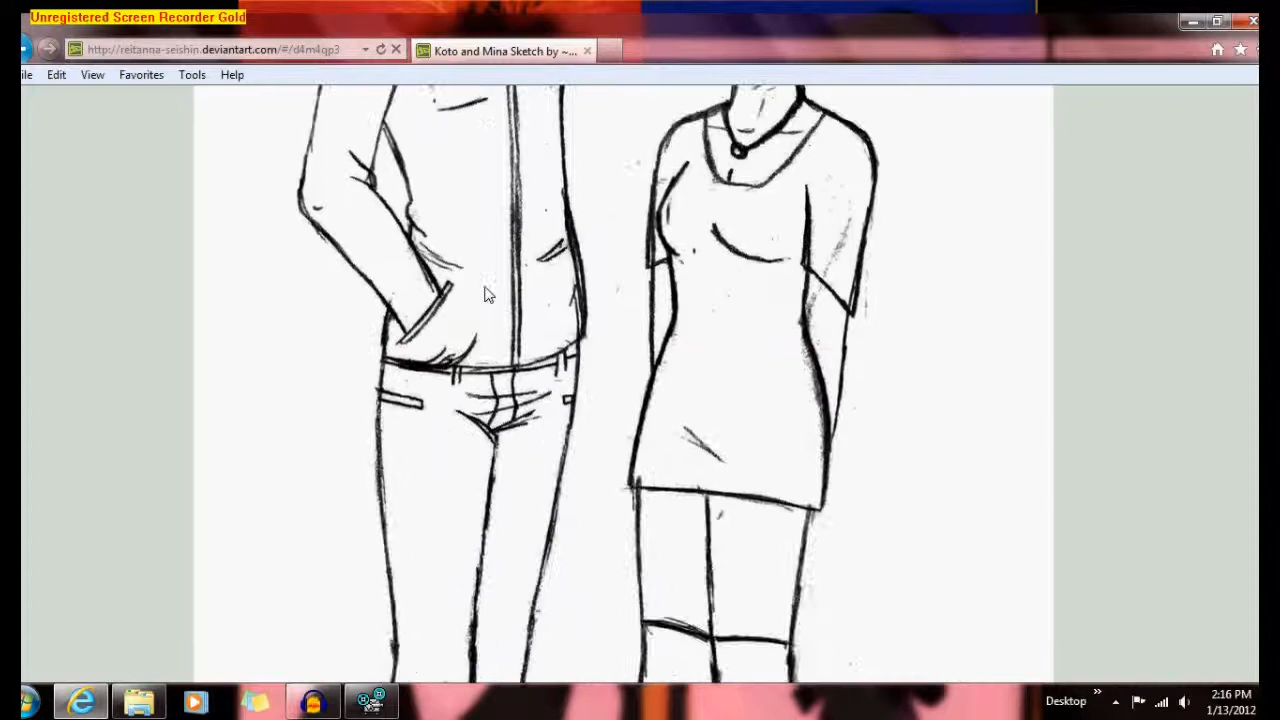 Unregistered Screen Recorder Gold
http://reitanna-seishin.deviantart.com/#/d4m4qp3
Koto and Mina Sketch by ~...
ile Edit View Favorites Tools Help
Desktop
2:16 PM
1/13/2012